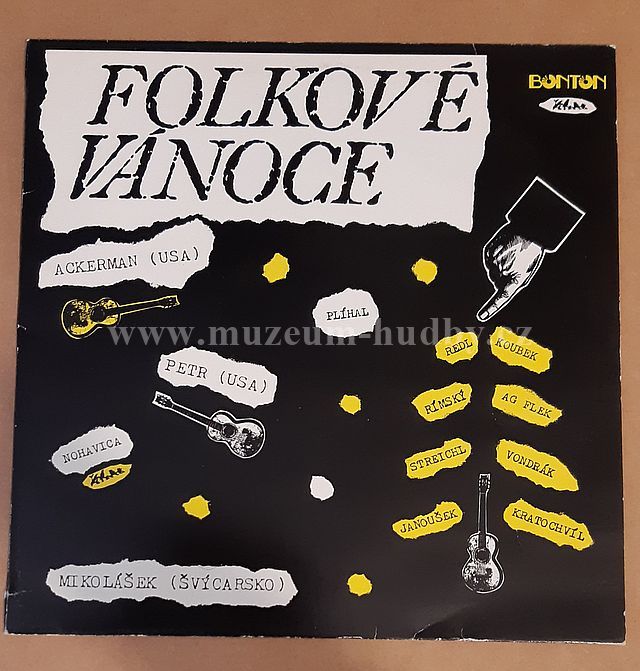 FOLKOVÉ
VÁNOCE
BONTON
ACKERMAN (USA)
PLÍHAL
www.muzeum-hudby.cz
REDL
KOUBEK
PETR (USA)
ŘÍMSKÝ
AG FLEK
NOHAVICA
STREICHL
VONDRÁK
JANOUŠEK
KRATOCHVÍL
MIKOLÁŠEK (ŠVÝCARSKO)